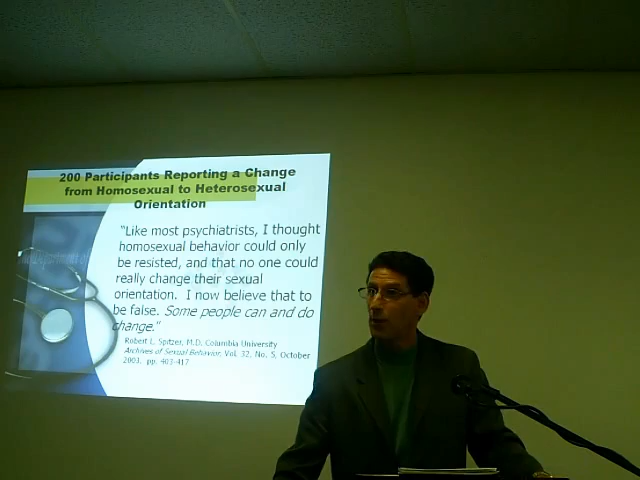 200 Participants Reporting a Change
from Homosexual to Heterosexual
Orientation
"Like most psychiatrists, I thought
homosexual behavior could only
be resisted, and that no one could
really change their sexual
orientation. I now believe that to
be false. Some people can and do
change."
Robert L. Spitzer, M.D. Columbia University
Archives of Sexual Behavior, Vol. 32, No. 5, October
2003, pp. 403-417